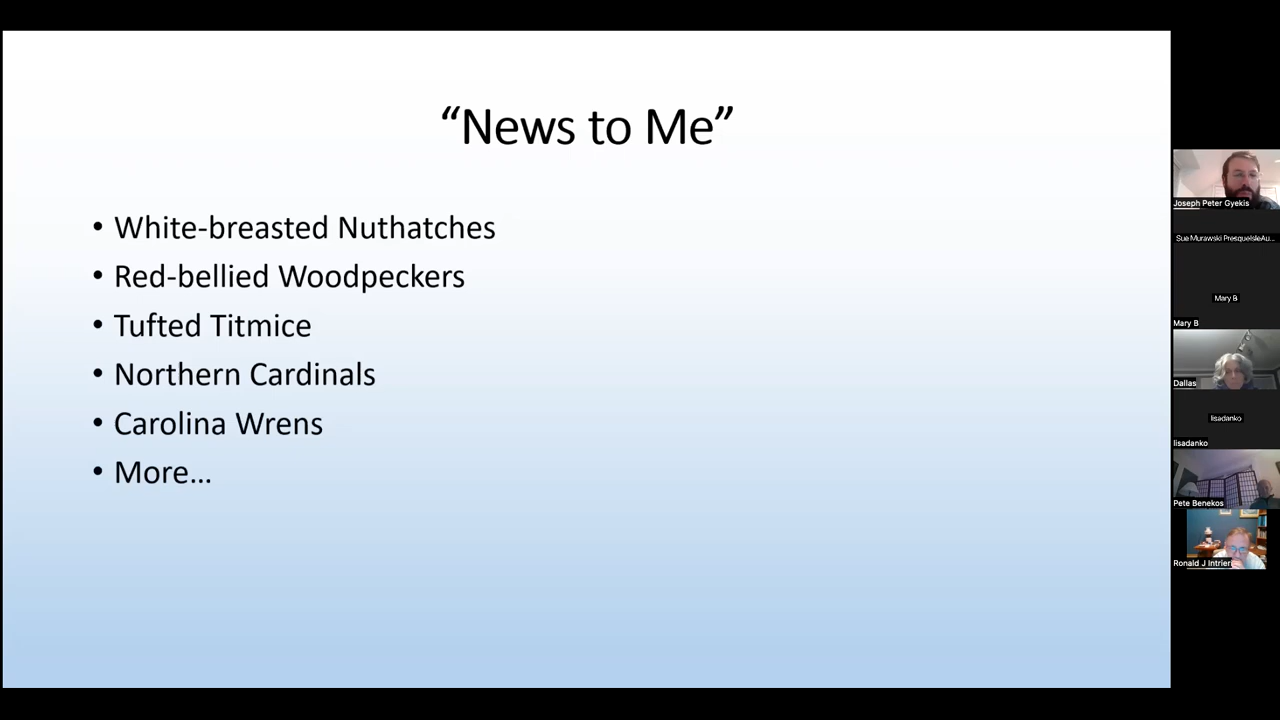 “News to Me”
• White-breasted Nuthatches
• Red-bellied Woodpeckers
• Tufted Titmice
• Northern Cardinals
• Carolina Wrens
• More…
Joseph Peter Gyekis
Sue Murawski PresqueIsleAu...
Mary B
Mary B
Dallas
lisadanko
lisadanko
Pete Benekos
Ronald J Intrieri